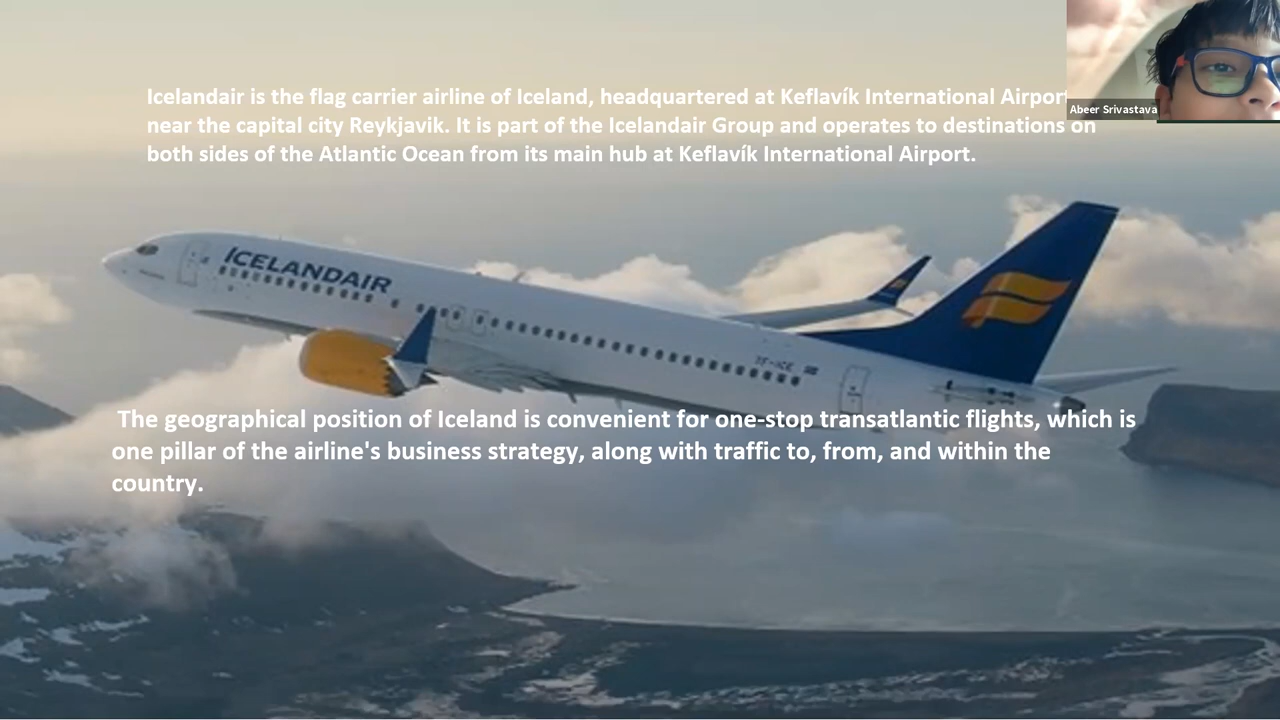 Icelandair is the flag carrier airline of Iceland, headquartered at Keflavík International Airport
near the capital city Reykjavik. It is part of the Icelandair Group and operates to destinations on
both sides of the Atlantic Ocean from its main hub at Keflavík International Airport.
Abeer Srivastava
ICELANDAIR
TF-ICE
The geographical position of Iceland is convenient for one-stop transatlantic flights, which is
one pillar of the airline's business strategy, along with traffic to, from, and within the
country.